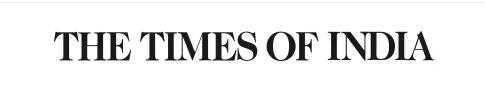 THE TIMES OF INDIA